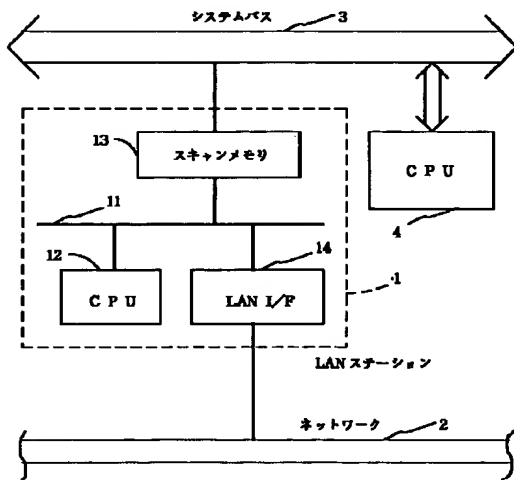 システムバス 3
13
スキャンメモリ
CPU
4
11
12
14
CPU
LAN I/F
1
LANステーション
ネットワーク 2